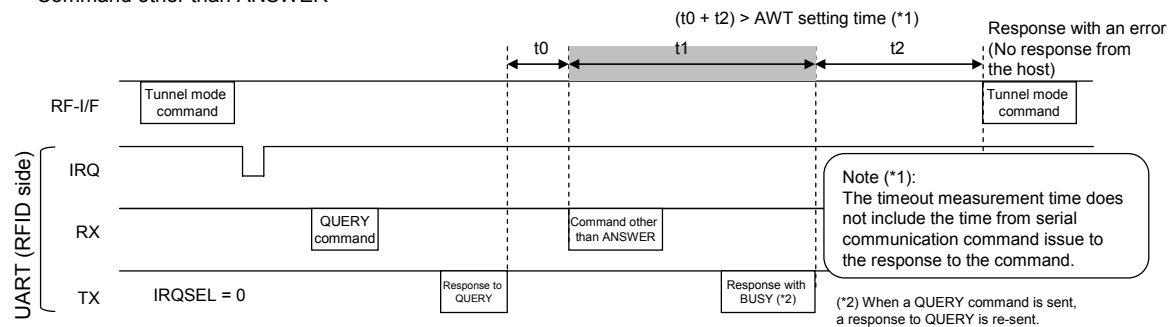 Command other than ANSWER
(t0 + t2) > AWT setting time (*1)
Response with an error
(No response from
the host)
t0
t1
t2
RF-I/F
Tunnel mode
command
Tunnel mode
command
UART (RFID side)
IRQ
Note (*1):
The timeout measurement time does
not include the time from serial
communication command issue to
the response to the command.
RX
QUERY
command
Command other
than ANSWER
TX
IRQSEL = 0
Response to
QUERY
Response with
BUSY (*2)
(*2) When a QUERY command is sent,
a response to QUERY is re-sent.